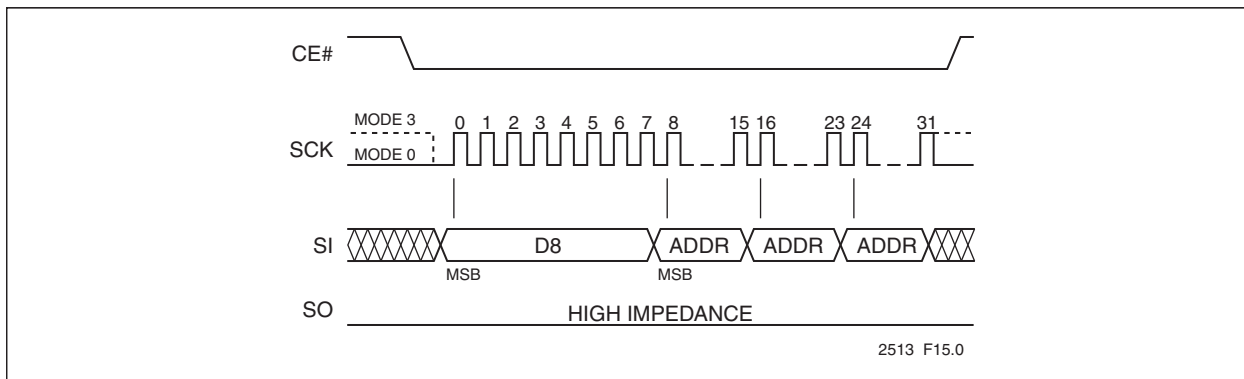 CE#
MODE 3
0 1 2 3 4 5 6 7 8 15 16 23 24 31
SCK
MODE 0
SI
D8
ADDR
ADDR
ADDR
MSB
MSB
SO
HIGH IMPEDANCE
2513 F15.0